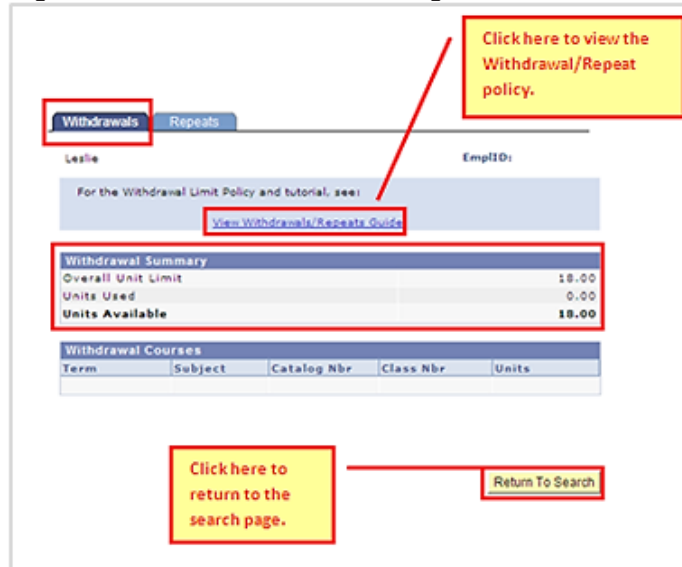 Click here to view the
Withdrawal/Repeat
policy.
Withdrawals Repeats
Leslie EmplID:
For the Withdrawal Limit Policy and tutorial, see:
View Withdrawals/Repeats Guide
Withdrawal Summary
Overall Unit Limit 18.00
Units Used 0.00
Units Available 18.00
Withdrawal Courses
Term Subject Catalog Nbr Class Nbr Units
Click here to
return to the
search page.
Return To Search